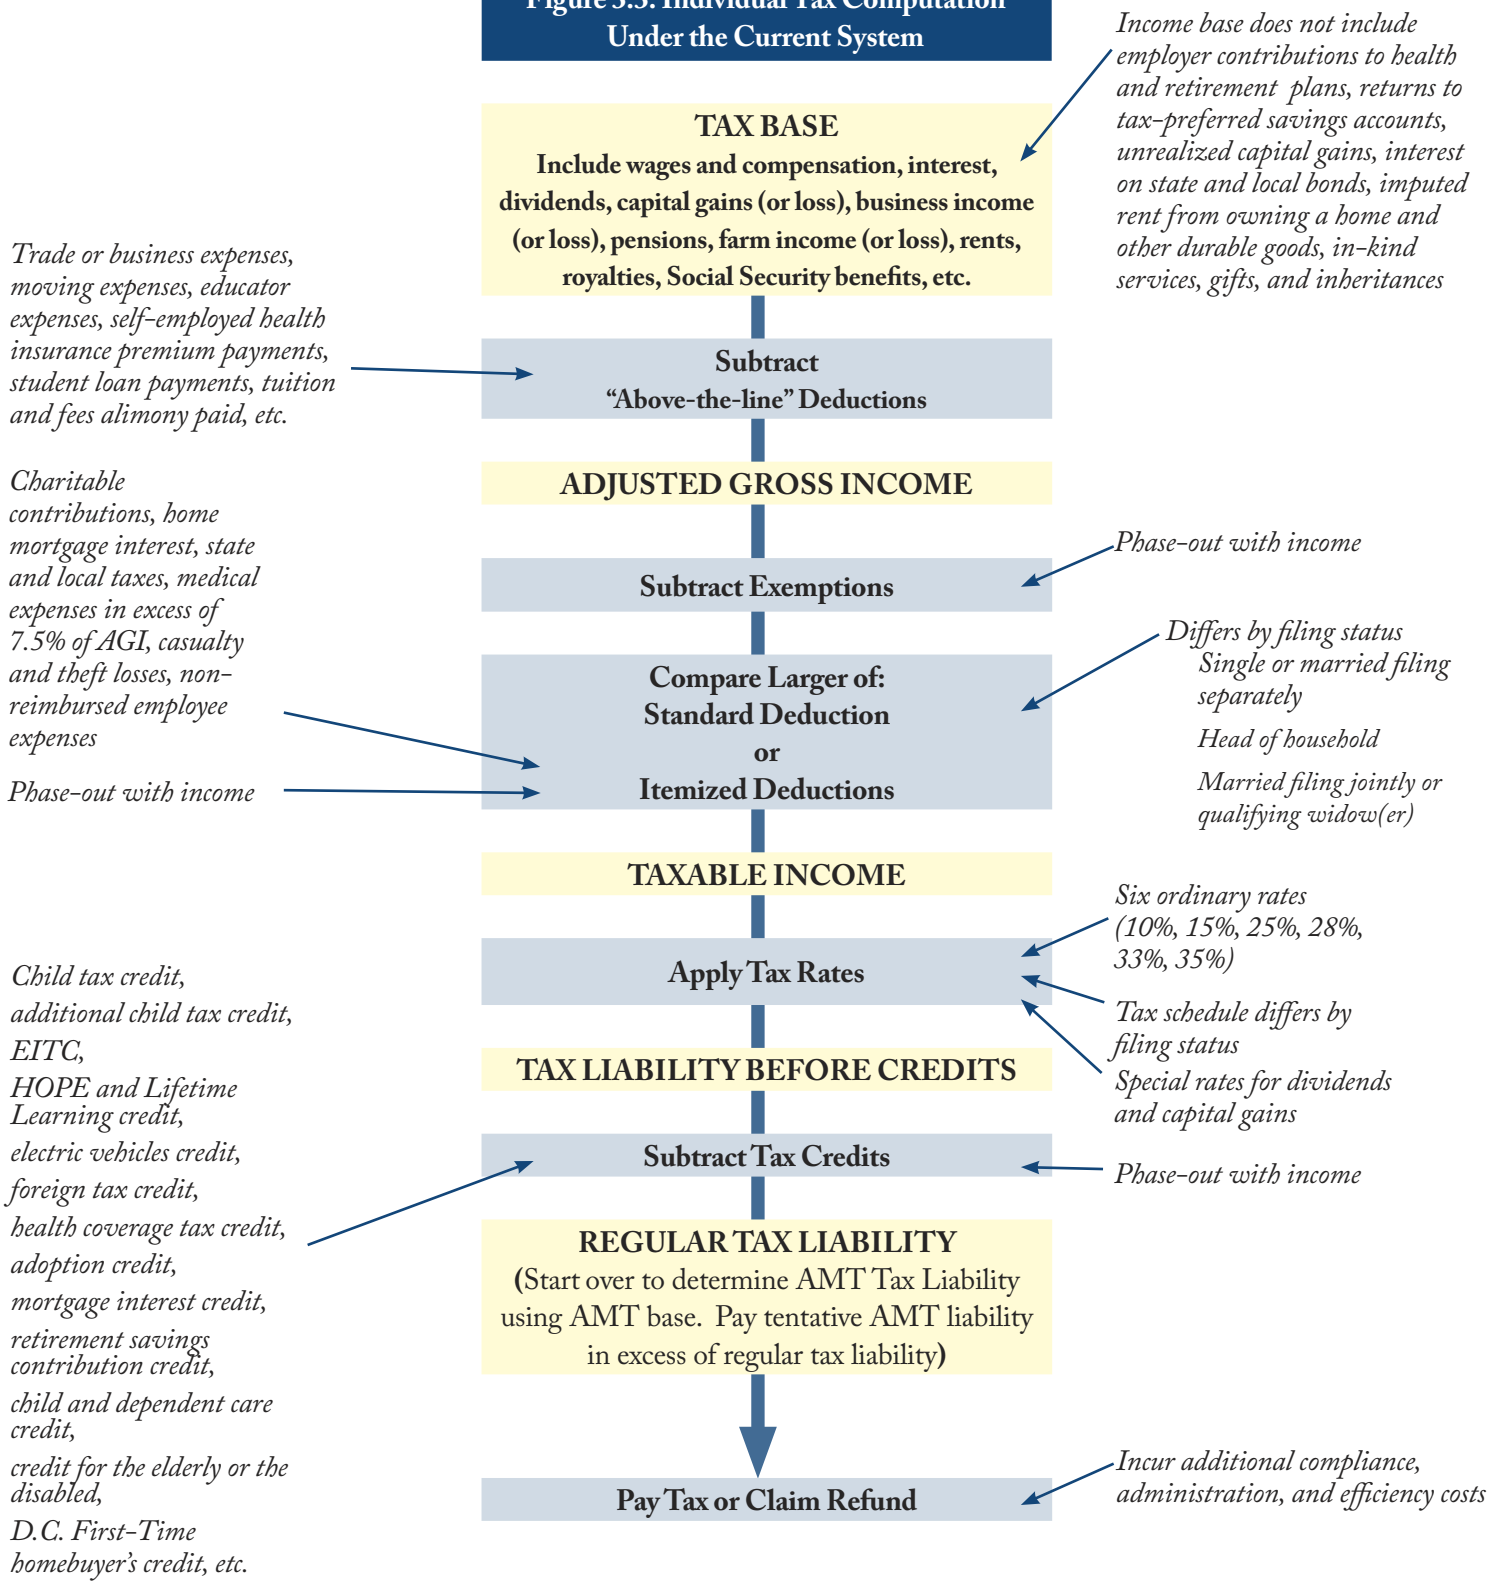 Figure 3.3. Individual Tax Computation
Under the Current System
Income base does not include
employer contributions to health
and retirement plans, returns to
tax-preferred savings accounts,
unrealized capital gains, interest
on state and local bonds, imputed
rent from owning a home and
other durable goods, in-kind
services, gifts, and inheritances
TAX BASE
Include wages and compensation, interest,
dividends, capital gains (or loss), business income
(or loss), pensions, farm income (or loss), rents,
royalties, Social Security benefits, etc.
Trade or business expenses,
moving expenses, educator
expenses, self-employed health
insurance premium payments,
student loan payments, tuition
and fees alimony paid, etc.
Subtract
“Above-the-line” Deductions
ADJUSTED GROSS INCOME
Charitable
contributions, home
mortgage interest, state
and local taxes, medical
expenses in excess of
7.5% of AGI, casualty
and theft losses, non-
reimbursed employee
expenses
Phase-out with income
Phase-out with income
Subtract Exemptions
Differs by filing status
Single or married filing
separately
Head of household
Married filing jointly or
qualifying widow(er)
Compare Larger of:
Standard Deduction
or
Itemized Deductions
TAXABLE INCOME
Six ordinary rates
(10%, 15%, 25%, 28%,
33%, 35%)
Apply Tax Rates
Tax schedule differs by
filing status
Special rates for dividends
and capital gains
TAX LIABILITY BEFORE CREDITS
Child tax credit,
additional child tax credit,
EITC,
HOPE and Lifetime
Learning credit,
electric vehicles credit,
foreign tax credit,
health coverage tax credit,
adoption credit,
mortgage interest credit,
retirement savings
contribution credit,
child and dependent care
credit,
credit for the elderly or the
disabled,
D.C. First-Time
homebuyer’s credit, etc.
Subtract Tax Credits
Phase-out with income
REGULAR TAX LIABILITY
(Start over to determine AMT Tax Liability
using AMT base. Pay tentative AMT liability
in excess of regular tax liability)
Pay Tax or Claim Refund
Incur additional compliance,
administration, and efficiency costs